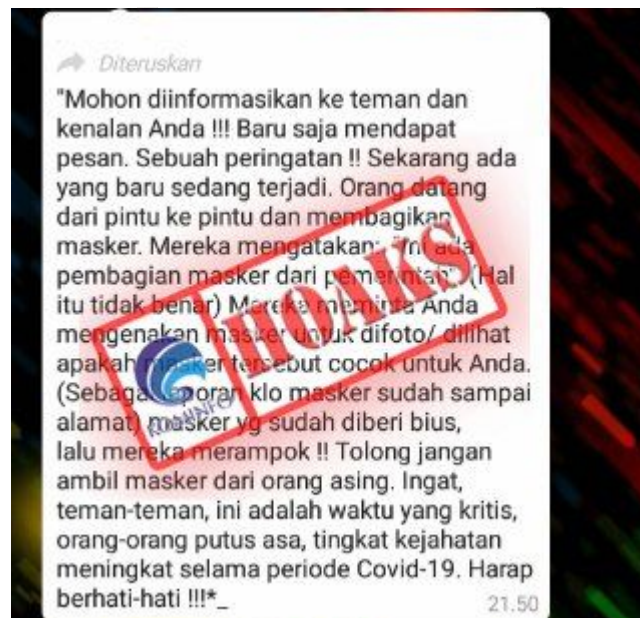 Diteruskan
"Mohon diinformasikan ke teman dan
kenalan Anda !!! Baru saja mendapat
pesan. Sebuah peringatan !! Sekarang ada
yang baru sedang terjadi. Orang datang
dari pintu ke pintu dan membagikan
masker. Mereka mengatakan: "Ini ada
pembagian masker dari pemerintah" (Hal
itu tidak benar) Mereka meminta Anda
mengenakan masker untuk difoto/ dilihat
apakah masker tersebut cocok untuk Anda.
(Sebagai laporan klo masker sudah sampai
alamat) masker yg sudah diberi bius,
lalu mereka merampok !! Tolong jangan
ambil masker dari orang asing. Ingat,
teman-teman, ini adalah waktu yang kritis,
orang-orang putus asa, tingkat kejahatan
meningkat selama periode Covid-19. Harap
berhati-hati !!!*_
21.50
HOAKS
KOMINFO